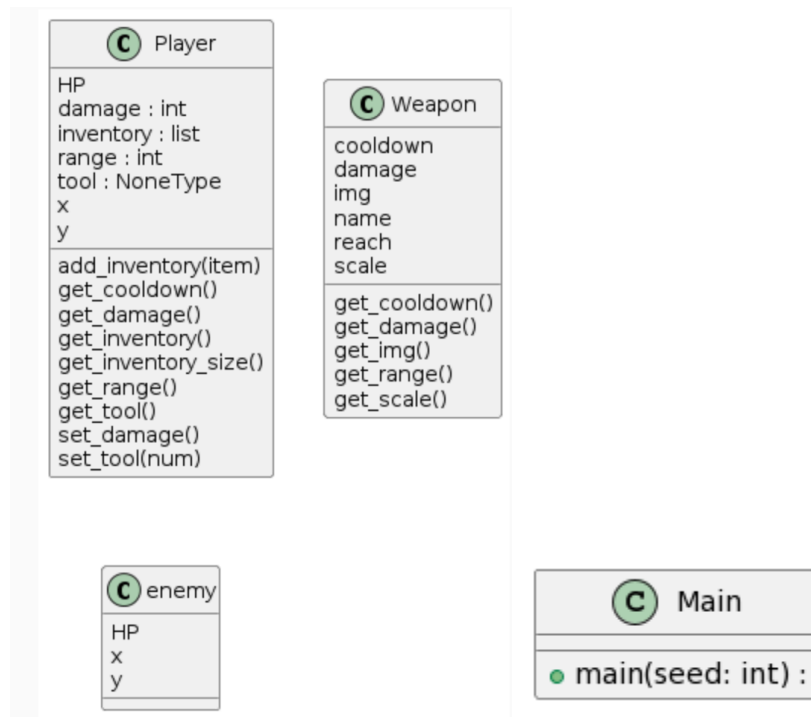 C Player
HP
damage : int
inventory : list
range : int
tool : NoneType
x
y
add_inventory(item)
get_cooldown()
get_damage()
get_inventory()
get_inventory_size()
get_range()
get_tool()
set_damage()
set_tool(num)
C Weapon
cooldown
damage
img
name
reach
scale
get_cooldown()
get_damage()
get_img()
get_range()
get_scale()
C enemy
HP
x
y
C Main
main(seed: int) :